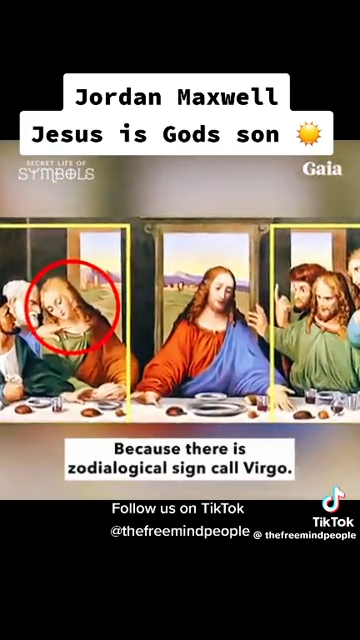 Jordan Maxwell
Jesus is Gods son ☀️
SECRET LIFE OF
SYMBOLS
Gaia
Because there is
zodialogical sign call Virgo.
Follow us on TikTok
@thefreemindpeople
TikTok
@ thefreemindpeople